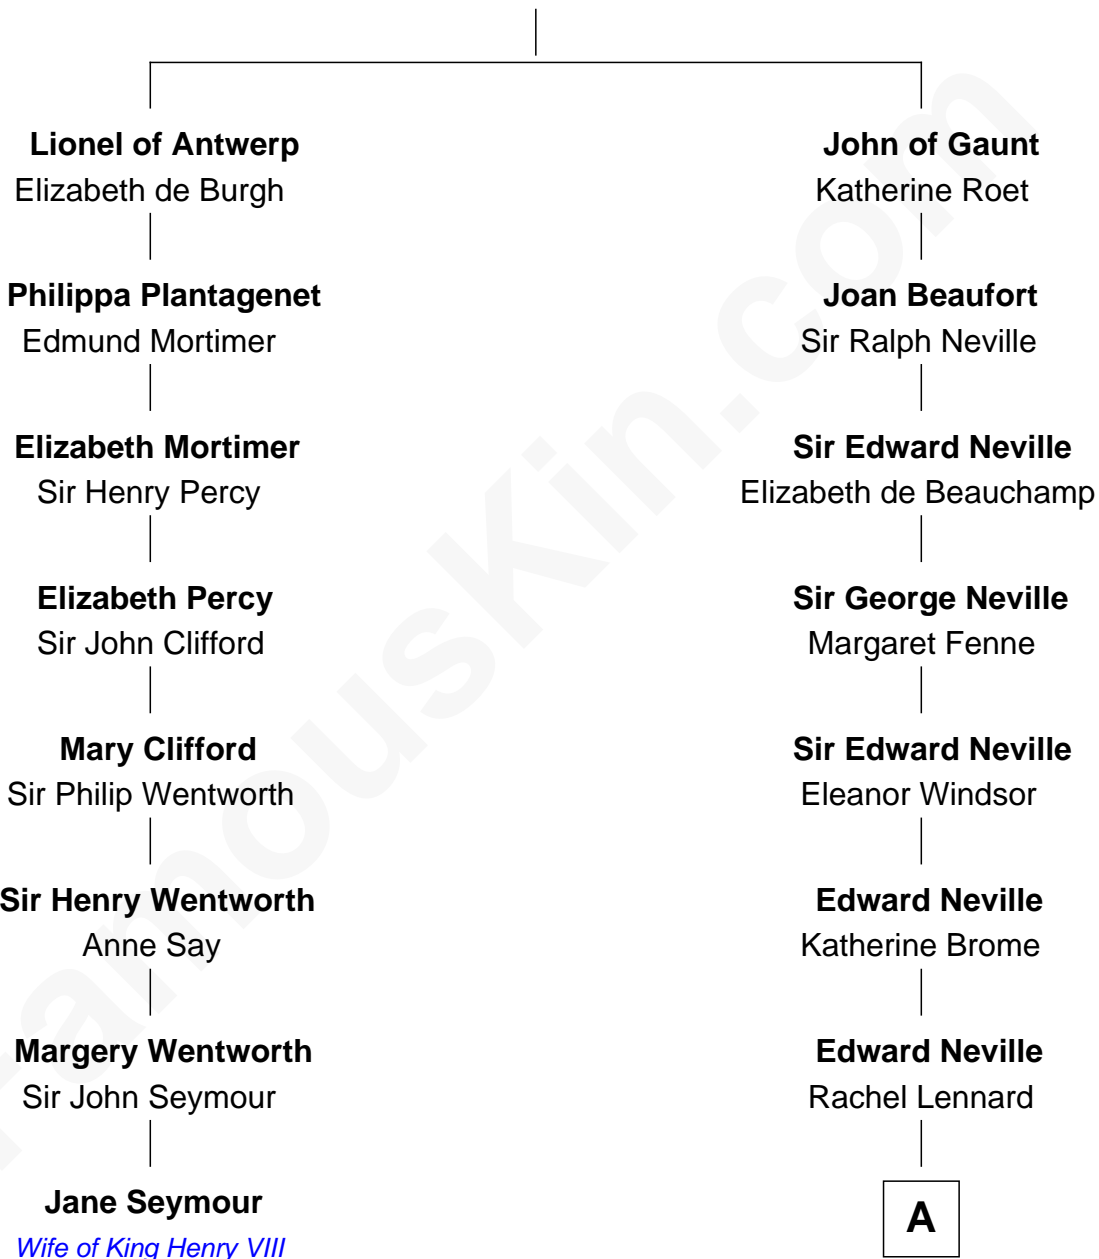 Lionel of Antwerp
Elizabeth de Burgh
Philippa Plantagenet
Edmund Mortimer
Elizabeth Mortimer
Sir Henry Percy
Elizabeth Percy
Sir John Clifford
Mary Clifford
Sir Philip Wentworth
Sir Henry Wentworth
Anne Say
Margery Wentworth
Sir John Seymour
Jane Seymour
Wife of King Henry VIII
John of Gaunt
Katherine Roet
Joan Beaufort
Sir Ralph Neville
Sir Edward Neville
Elizabeth de Beauchamp
Sir George Neville
Margaret Fenne
Sir Edward Neville
Eleanor Windsor
Edward Neville
Katherine Brome
Edward Neville
Rachel Lennard
A
FamousKin.com